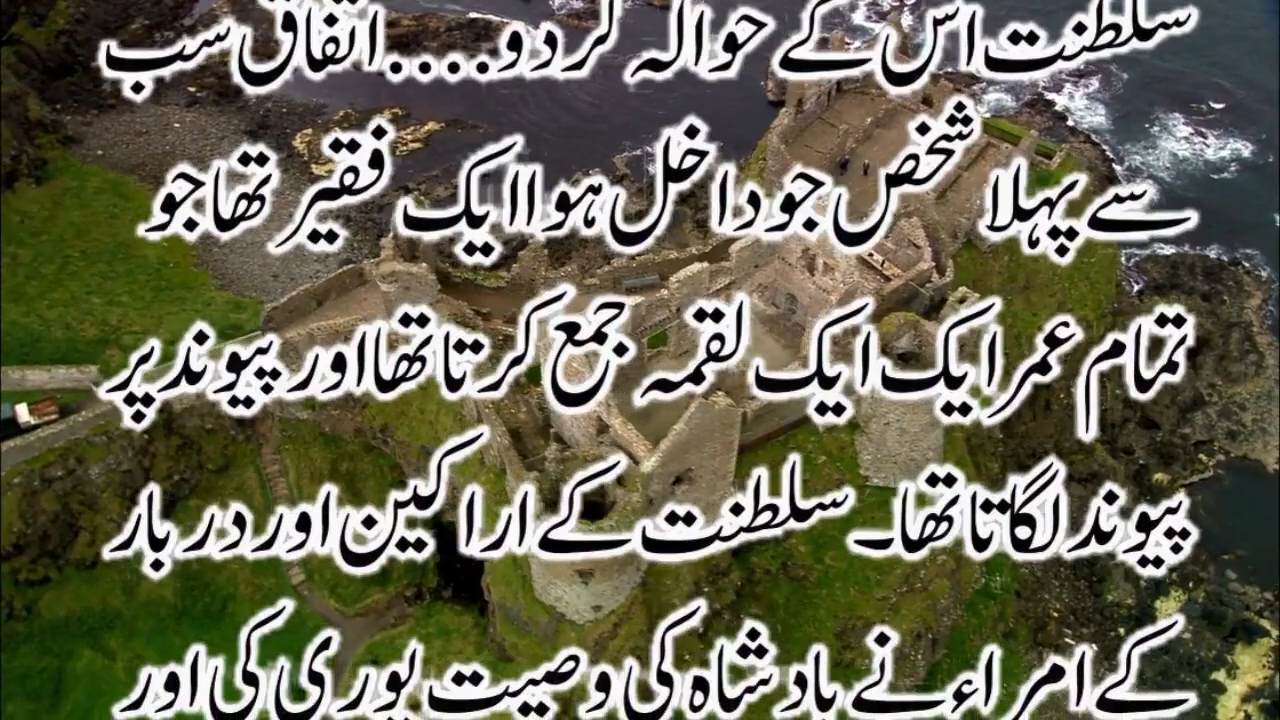 سلطنت اس کے حوالہ کردو....اتفاق سب
سے پہلا شخص جو داخل ہوا ایک فقیر تھا جو
تمام عمر ایک ایک لقمہ جمع کرتا تھا اور پیوند پر
پیوند لگاتا تھا۔ سلطنت کے اراکین اور دربار
کے امراء نے بادشاہ کی وصیت پوری کی اور